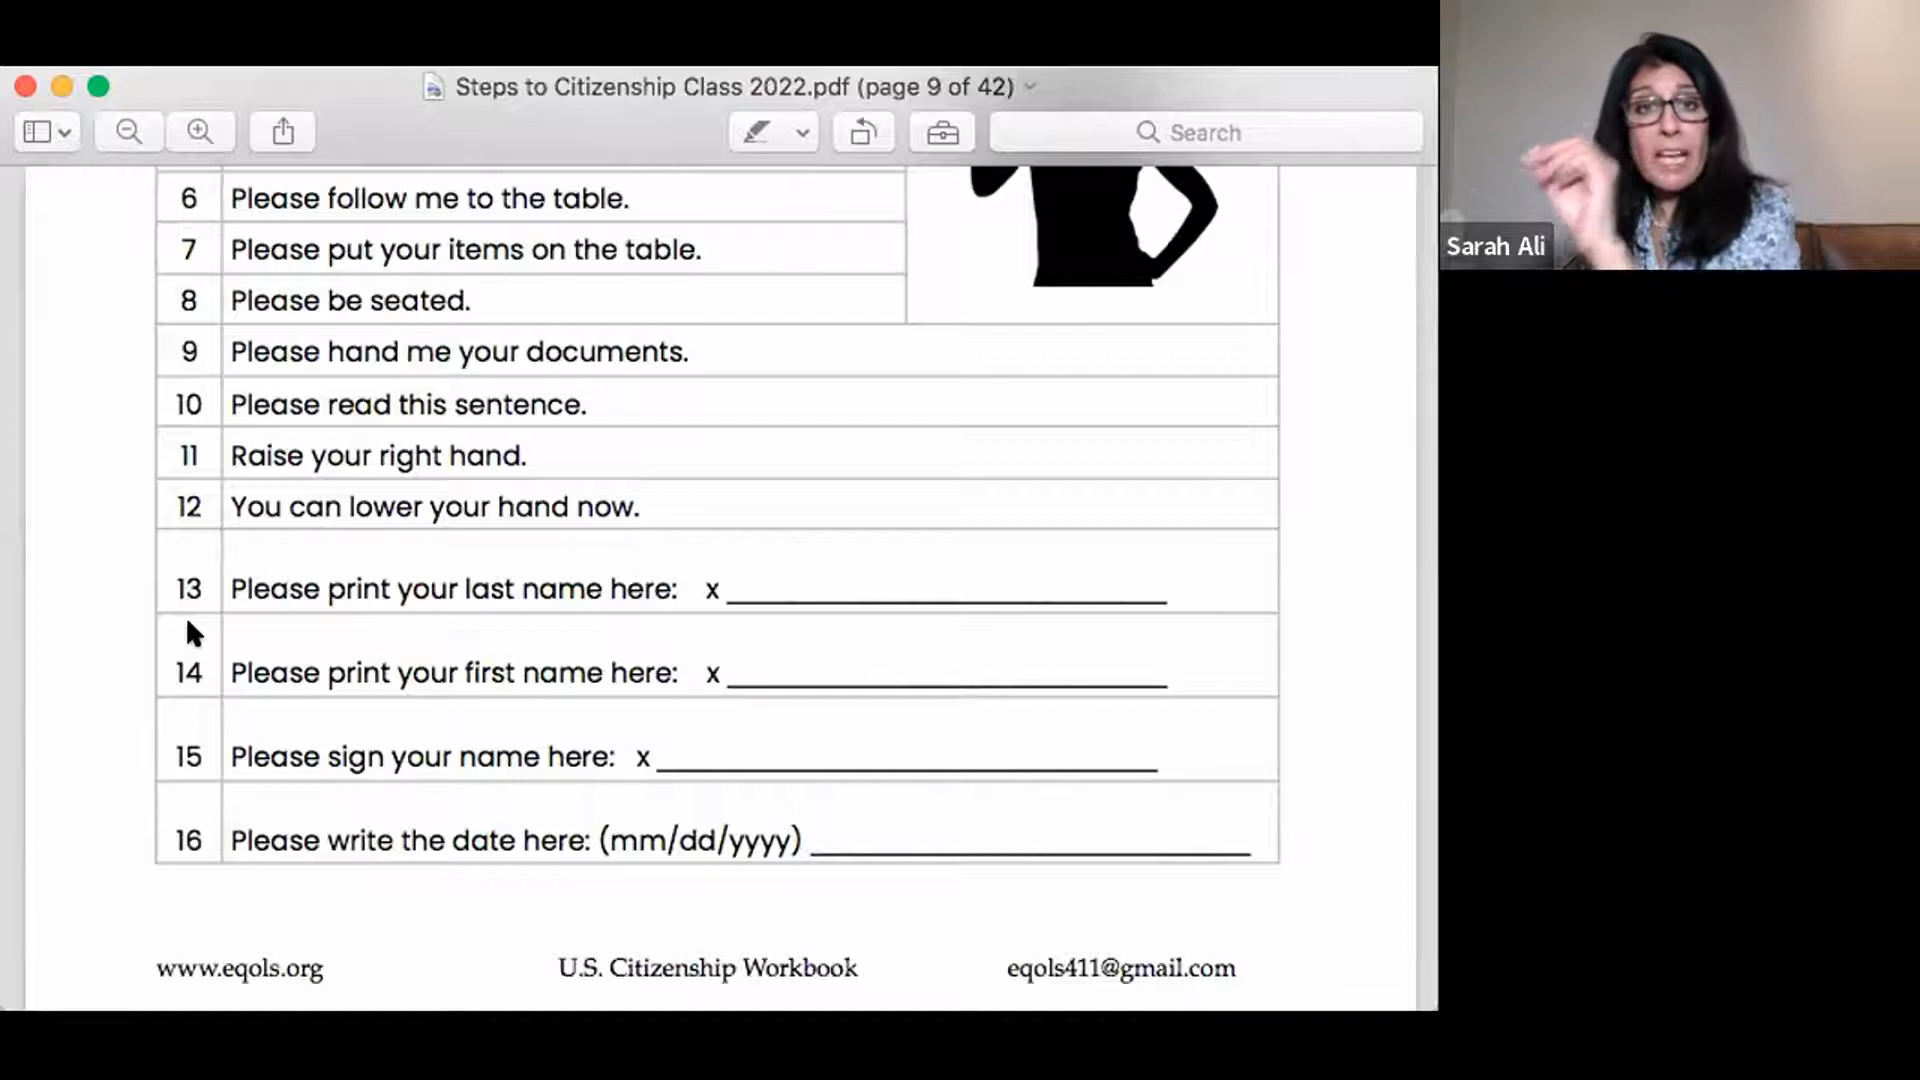 Steps to Citizenship Class 2022.pdf (page 9 of 42)
Search
6 Please follow me to the table.
7 Please put your items on the table.
8 Please be seated.
9 Please hand me your documents.
10 Please read this sentence.
11 Raise your right hand.
12 You can lower your hand now.
13 Please print your last name here: x
14 Please print your first name here: x
15 Please sign your name here: x
16 Please write the date here: (mm/dd/yyyy)
www.eqols.org U.S. Citizenship Workbook eqols411@gmail.com
Sarah Ali